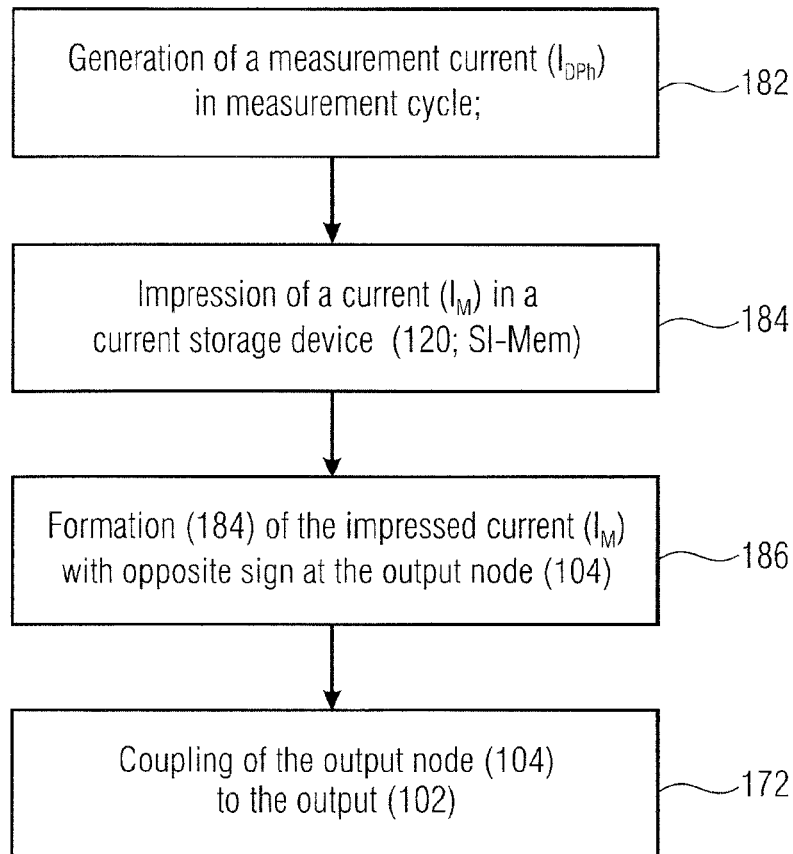 Generation of a measurement current (I_DPh)
in measurement cycle;
182
Impression of a current (I_M) in a
current storage device (120; SI-Mem)
184
Formation (184) of the impressed current (I_M)
with opposite sign at the output node (104)
186
Coupling of the output node (104)
to the output (102)
172